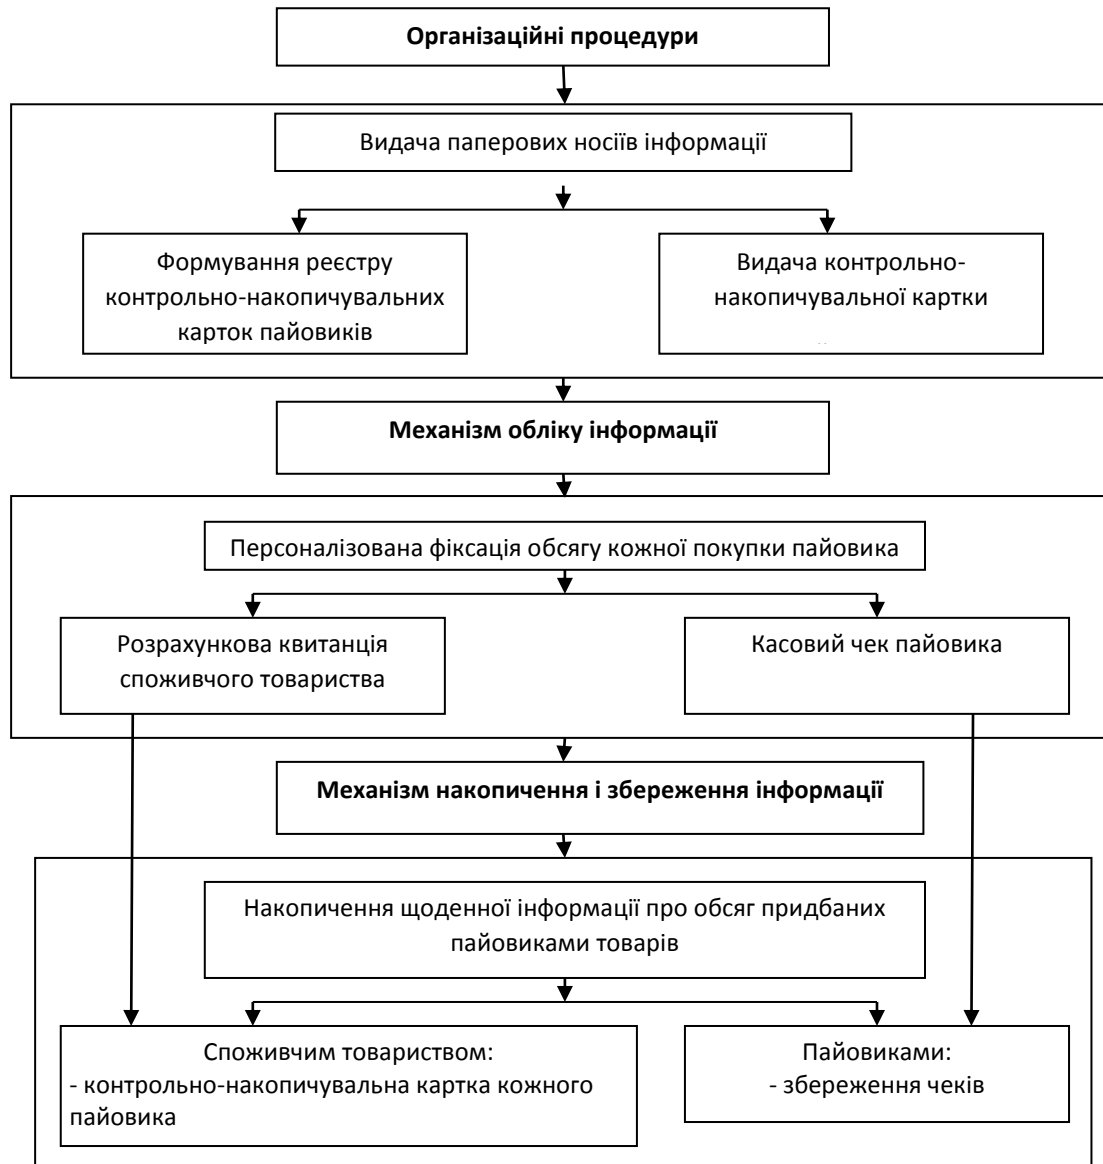 Організаційні процедури
Видача паперових носіїв інформації
Формування реєстру
контрольно-накопичувальних
карток пайовиків
Видача контрольно-
накопичувальної картки
Механізм обліку інформації
Персоналізована фіксація обсягу кожної покупки пайовика
Розрахункова квитанція
споживчого товариства
Касовий чек пайовика
Механізм накопичення і збереження інформації
Накопичення щоденної інформації про обсяг придбаних
пайовиками товарів
Споживчим товариством:
- контрольно-накопичувальна картка кожного
пайовика
Пайовиками:
- збереження чеків